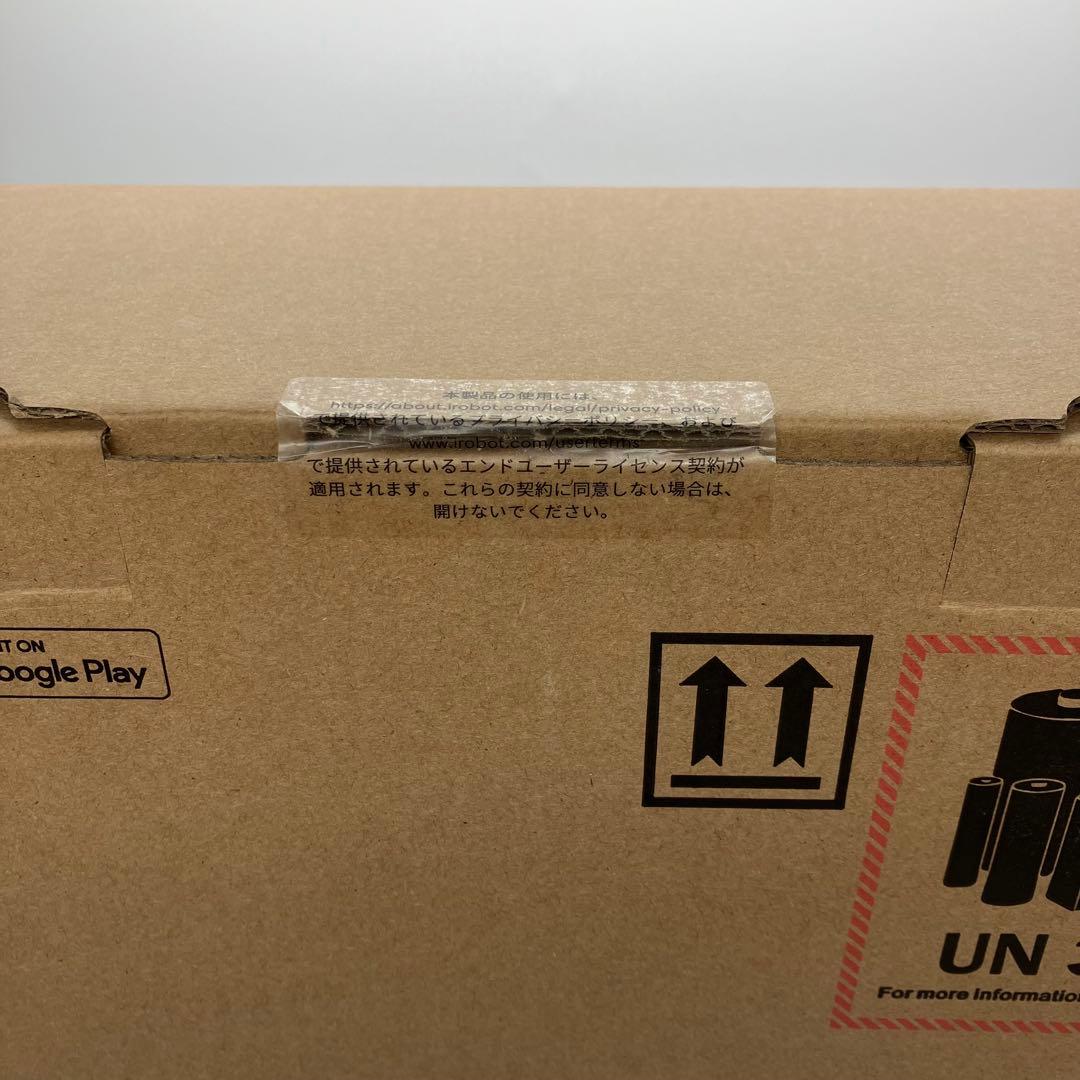 本製品の使用には、
https://about.irobot.com/legal/privacy-policy
で提供されているプライバシーポリシー、および
www.irobot.com/userterms
で提供されているエンドユーザーライセンス契約が
適用されます。これらの契約に同意しない場合は、
開けないでください。
IT ON
oogle Play
UN 3
For more informatio